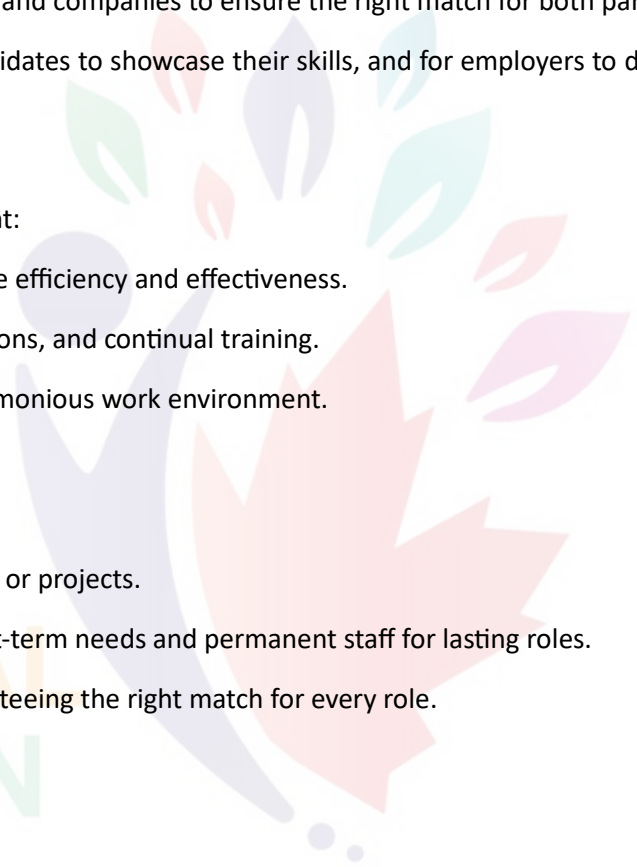 and companies to ensure the right match for both par
idates to showcase their skills, and for employers to d
t:
e efficiency and effectiveness.
ons, and continual training.
monious work environment.
or projects.
-term needs and permanent staff for lasting roles.
teeing the right match for every role.
N
N